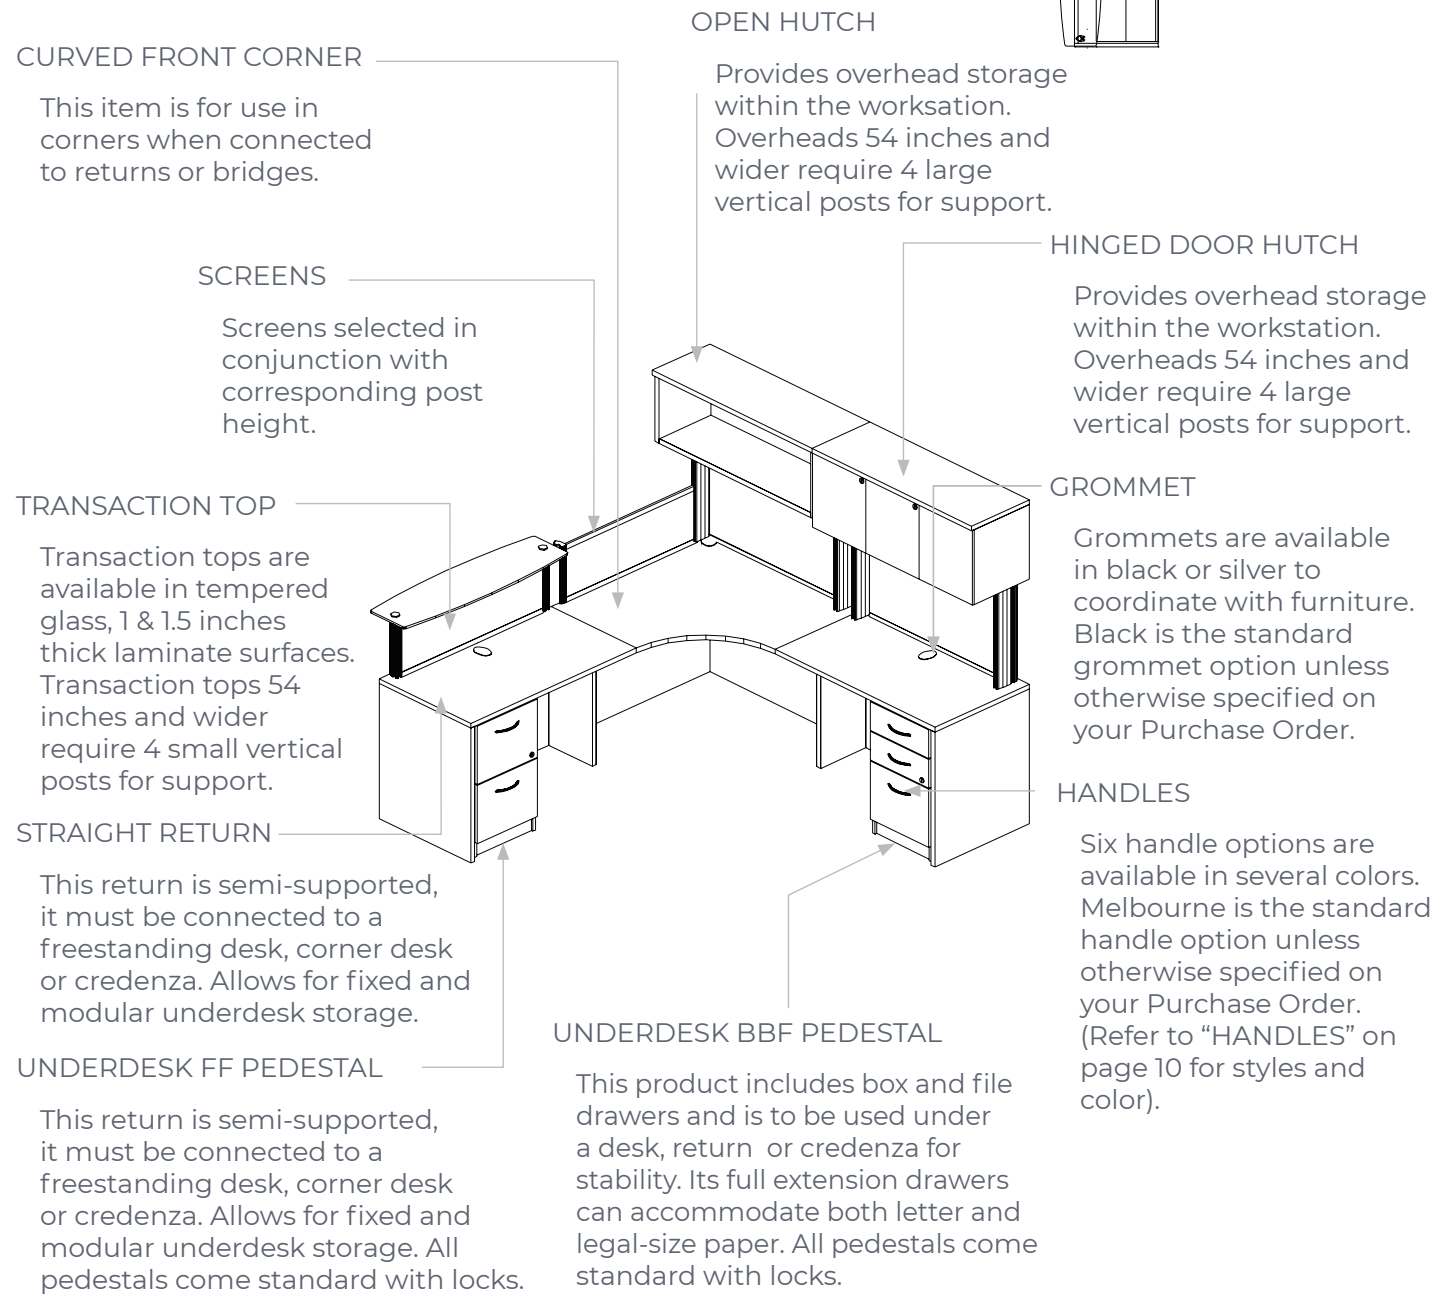 OPEN HUTCH
Provides overhead storage
within the worksation.
Overheads 54 inches and
wider require 4 large
vertical posts for support.
CURVED FRONT CORNER
This item is for use in
corners when connected
to returns or bridges.
HINGED DOOR HUTCH
Provides overhead storage
within the workstation.
Overheads 54 inches and
wider require 4 large
vertical posts for support.
SCREENS
Screens selected in
conjunction with
corresponding post
height.
GROMMET
Grommets are available
in black or silver to
coordinate with furniture.
Black is the standard
grommet option unless
otherwise specified on
your Purchase Order.
TRANSACTION TOP
Transaction tops are
available in tempered
glass, 1 & 1.5 inches
thick laminate surfaces.
Transaction tops 54
inches and wider
require 4 small vertical
posts for support.
HANDLES
Six handle options are
available in several colors.
Melbourne is the standard
handle option unless
otherwise specified on
your Purchase Order.
(Refer to “HANDLES” on
page 10 for styles and
color).
STRAIGHT RETURN
This return is semi-supported,
it must be connected to a
freestanding desk, corner desk
or credenza. Allows for fixed and
modular underdesk storage.
UNDERDESK FF PEDESTAL
This return is semi-supported,
it must be connected to a
freestanding desk, corner desk
or credenza. Allows for fixed and
modular underdesk storage. All
pedestals come standard with locks.
UNDERDESK BBF PEDESTAL
This product includes box and file
drawers and is to be used under
a desk, return  or credenza for
stability. Its full extension drawers
can accommodate both letter and
legal-size paper. All pedestals come
standard with locks.